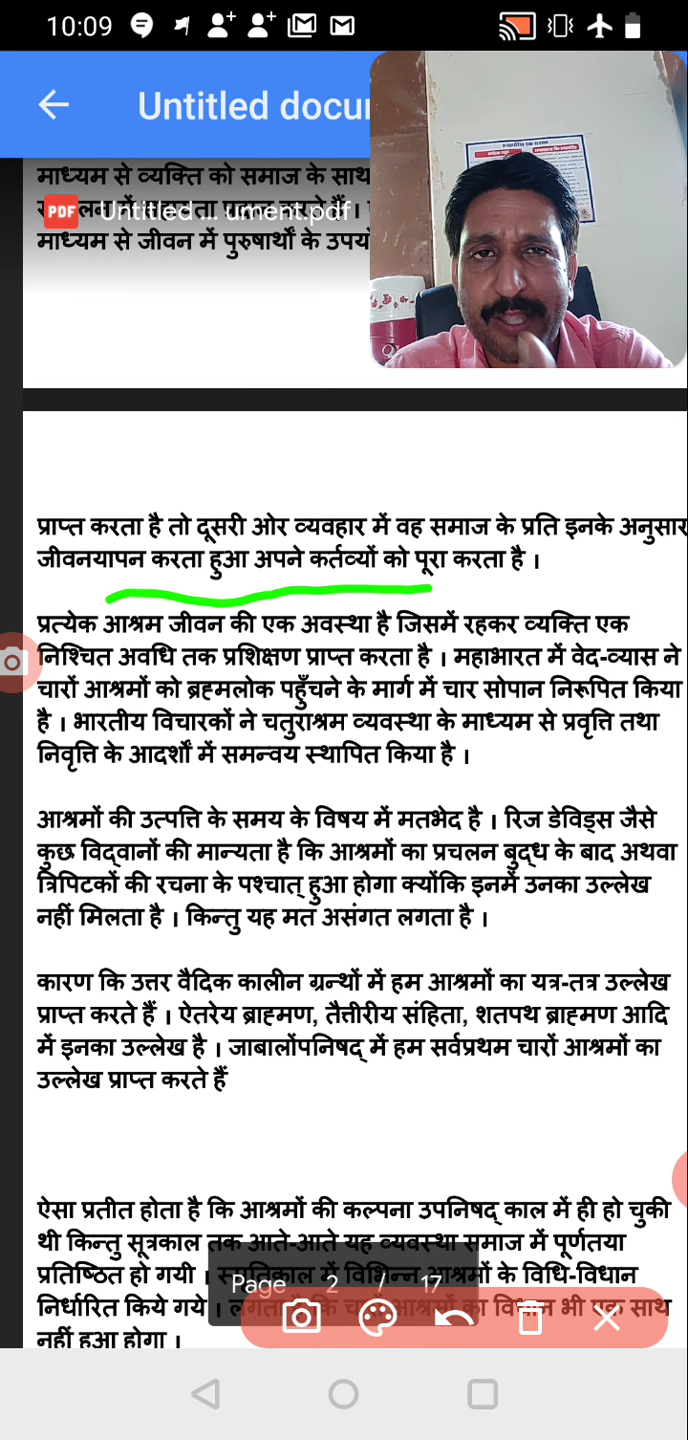 10:09
Untitled docu
माध्यम से व्यक्ति को समाज के साथ
PDF Untitled ... ument.pdf
माध्यम से जीवन में पुरुषार्थों के उपयो
प्राप्त करता है तो दूसरी ओर व्यवहार में वह समाज के प्रति इनके अनुसार
जीवनयापन करता हुआ अपने कर्तव्यों को पूरा करता है ।
प्रत्येक आश्रम जीवन की एक अवस्था है जिसमें रहकर व्यक्ति एक
निश्चित अवधि तक प्रशिक्षण प्राप्त करता है । महाभारत में वेद-व्यास ने
चारों आश्रमों को ब्रह्मलोक पहुँचने के मार्ग में चार सोपान निरूपित किया
है । भारतीय विचारकों ने चतुराश्रम व्यवस्था के माध्यम से प्रवृत्ति तथा
निवृत्ति के आदर्शों में समन्वय स्थापित किया है ।
आश्रमों की उत्पत्ति के समय के विषय में मतभेद है । रिज डेविड्स जैसे
कुछ विद्वानों की मान्यता है कि आश्रमों का प्रचलन बुद्ध के बाद अथवा
त्रिपिटकों की रचना के पश्चात् हुआ होगा क्योंकि इनमें उनका उल्लेख
नहीं मिलता है । किन्तु यह मत असंगत लगता है ।
कारण कि उत्तर वैदिक कालीन ग्रन्थों में हम आश्रमों का यत्र-तत्र उल्लेख
प्राप्त करते हैं । ऐतरेय ब्राह्मण, तैत्तीरीय संहिता, शतपथ ब्राह्मण आदि
में इनका उल्लेख है । जाबालोंपनिषद् में हम सर्वप्रथम चारों आश्रमों का
उल्लेख प्राप्त करते हैं
ऐसा प्रतीत होता है कि आश्रमों की कल्पना उपनिषद् काल में ही हो चुकी
थी किन्तु सूत्रकाल तक आते-आते यह व्यवस्था समाज में पूर्णतया
प्रतिष्ठित हो गयी । स्मृतिकाल में विभिन्न आश्रमों के विधि-विधान
Page 2 / 17
निर्धारित किये गये । लगता है कि चारों आश्रमों का विधान भी एक साथ
नहीं हुआ होगा ।